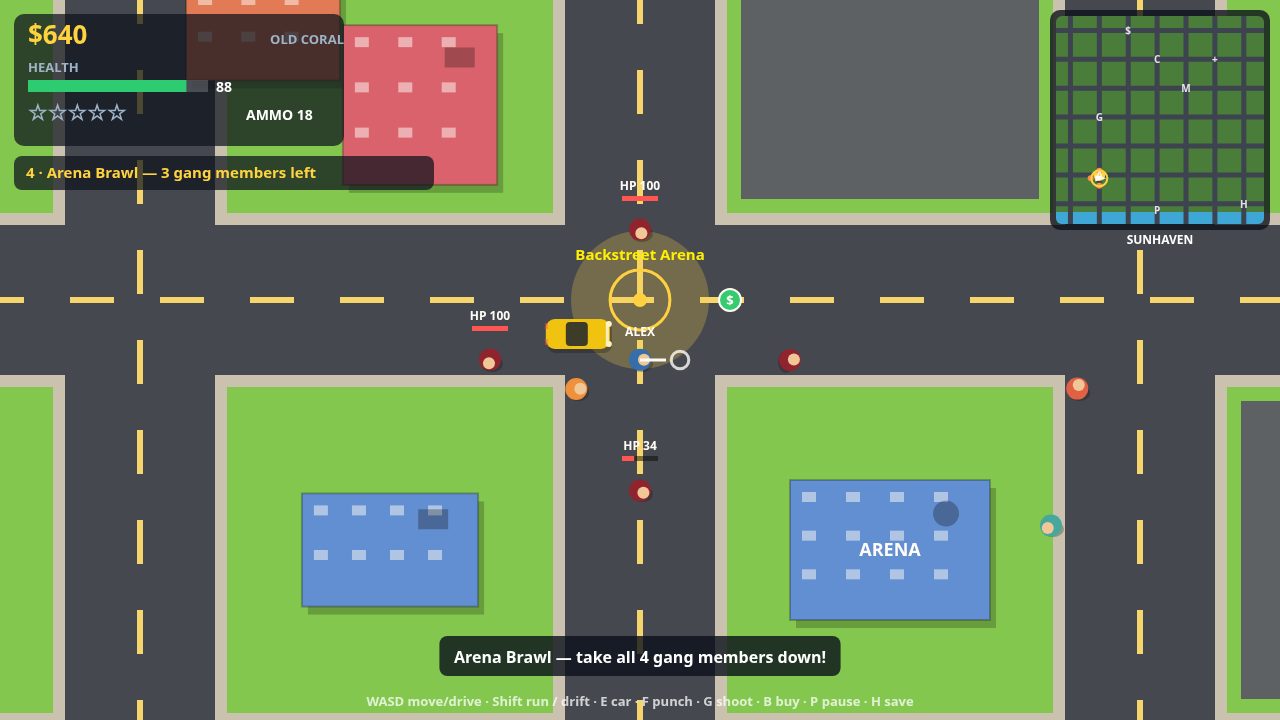 $640
OLD CORAL
HEALTH
88
☆☆☆☆☆
AMMO 18
4 · Arena Brawl — 3 gang members left
$
C
+
M
G
P
H
SUNHAVEN
HP 100
Backstreet Arena
$
HP 100
ALEX
HP 34
ARENA
Arena Brawl — take all 4 gang members down!
WASD move/drive · Shift run / drift · E car · F punch · G shoot · B buy · P pause · H save